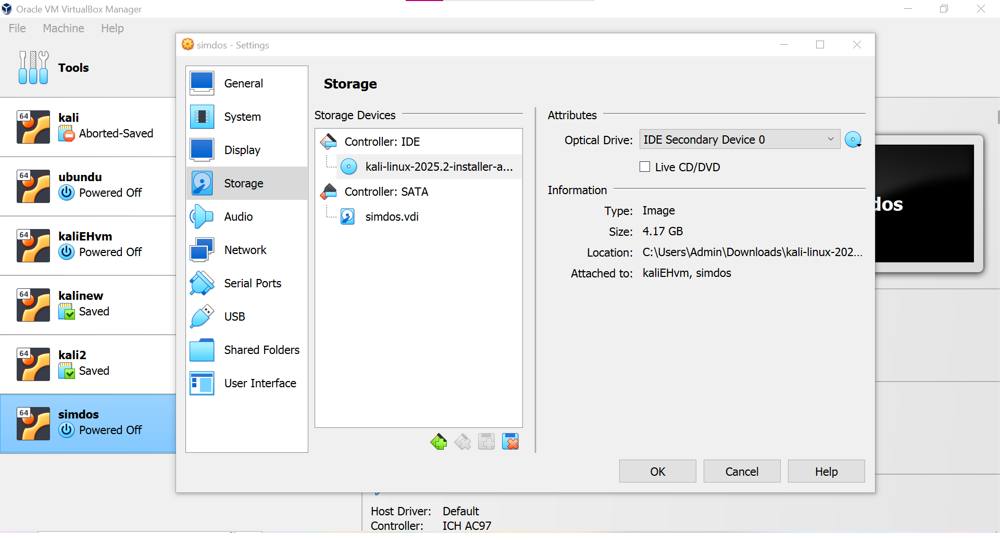 Oracle VM VirtualBox Manager
File Machine Help
Tools
64
kali
Aborted-Saved
64
ubundu
Powered Off
64
kaliEHvm
Powered Off
64
kalinew
Saved
64
kali2
Saved
64
simdos
Powered Off
simdos - Settings
General
System
Display
Storage
Audio
Network
Serial Ports
USB
Shared Folders
User Interface
Storage
Storage Devices
Controller: IDE
kali-linux-2025.2-installer-a...
Controller: SATA
simdos.vdi
Attributes
Optical Drive: IDE Secondary Device 0
Live CD/DVD
Information
Type: Image
Size: 4.17 GB
Location: C:\Users\Admin\Downloads\kali-linux-202...
Attached to: kaliEHvm, simdos
OK Cancel Help
dos
Host Driver: Default
Controller: ICH AC97